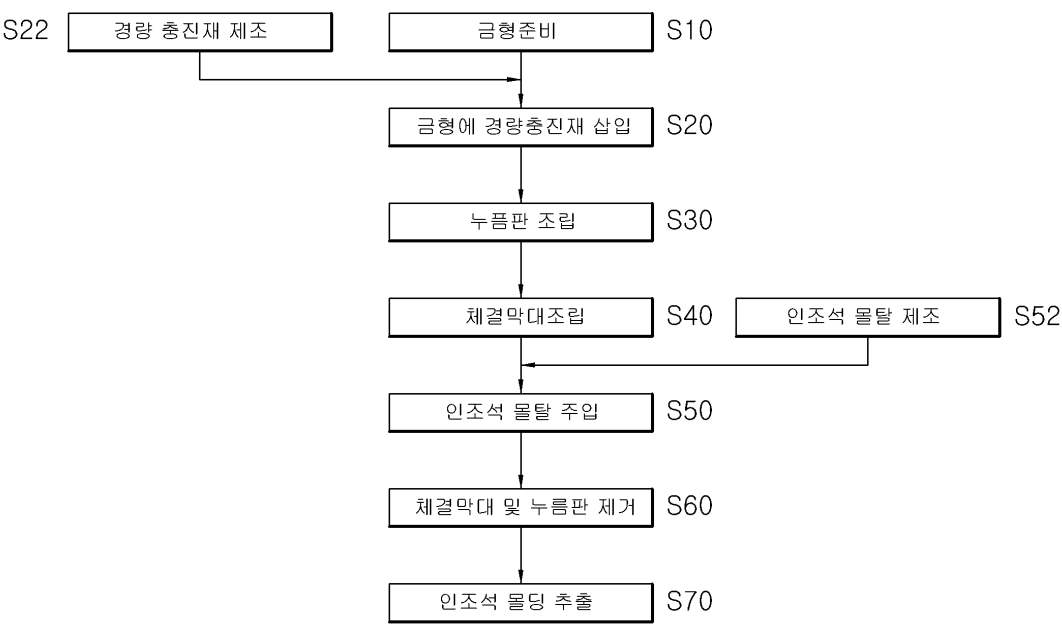 S22 경량 충진재 제조 금형준비 S10
금형에 경량충진재 삽입 S20
누픔판 조립 S30
체결막대조립 S40 인조석 몰탈 제조 S52
인조석 몰탈 주입 S50
체결막대 및 누름판 제거 S60
인조석 몰딩 추출 S70